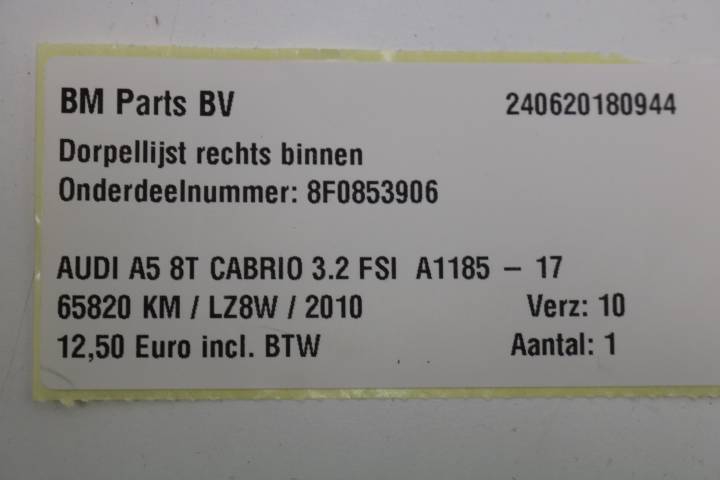 BM Parts BV 240620180944
Dorpellijst rechts binnen
Onderdeelnummer: 8F0853906
AUDI A5 8T CABRIO 3.2 FSI A1185 – 17
65820 KM / LZ8W / 2010 Verz: 10
12,50 Euro incl. BTW Aantal: 1